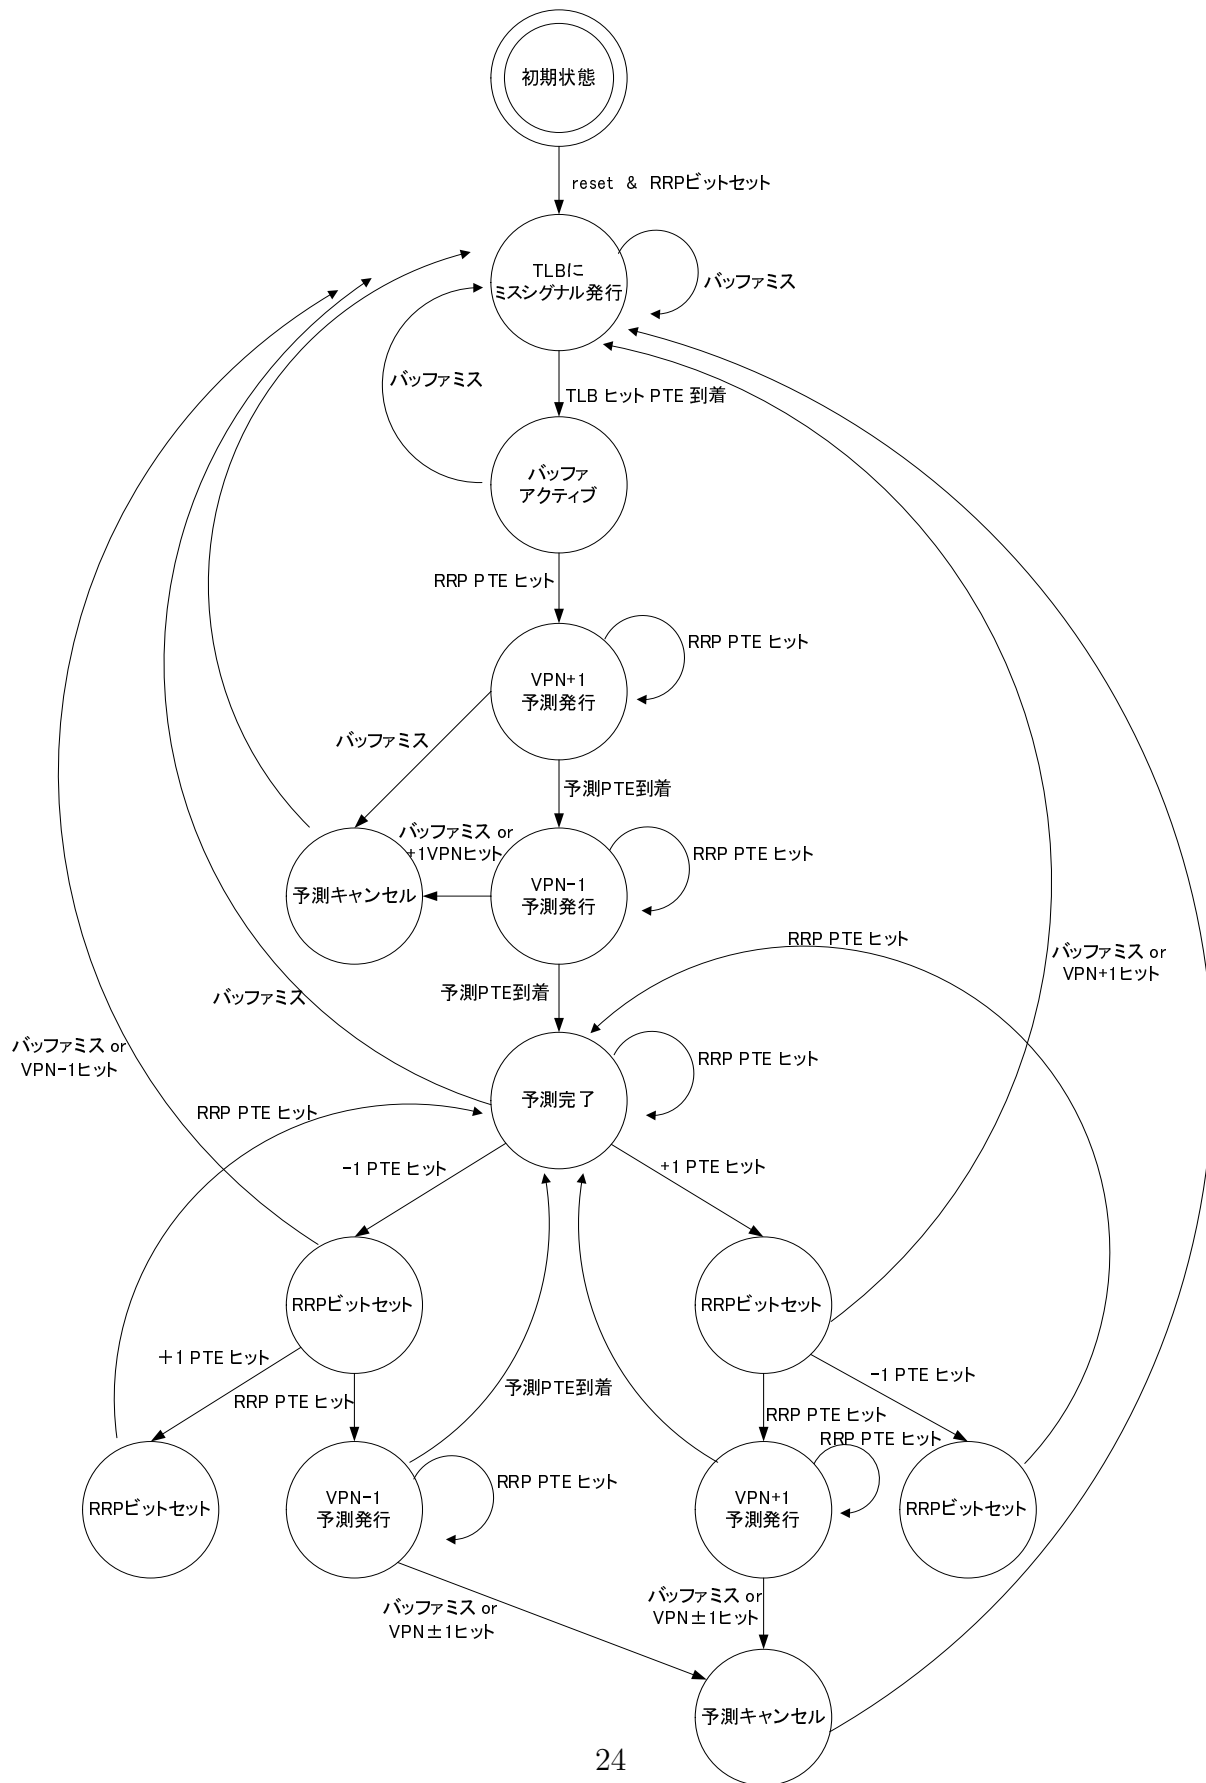 初期状態
reset & RRPビットセット
TLBに
ミスシグナル発行
バッファミス
バッファミス
TLB ヒット PTE 到着
バッファ
アクティブ
RRP PTE ヒット
VPN+1
予測発行
RRP PTE ヒット
バッファミス
予測PTE到着
バッファミス or
+1VPNヒット
予測キャンセル
VPN-1
予測発行
RRP PTE ヒット
RRP PTE ヒット
バッファミス or
VPN+1ヒット
バッファミス
予測PTE到着
バッファミス or
VPN-1ヒット
予測完了
RRP PTE ヒット
RRP PTE ヒット
-1 PTE ヒット
+1 PTE ヒット
RRPビットセット
RRPビットセット
+1 PTE ヒット
RRP PTE ヒット
予測PTE到着
-1 PTE ヒット
RRP PTE ヒット
RRP PTE ヒット
RRPビットセット
VPN-1
予測発行
RRP PTE ヒット
VPN+1
予測発行
RRPビットセット
バッファミス or
VPN±1ヒット
バッファミス or
VPN±1ヒット
予測キャンセル
24